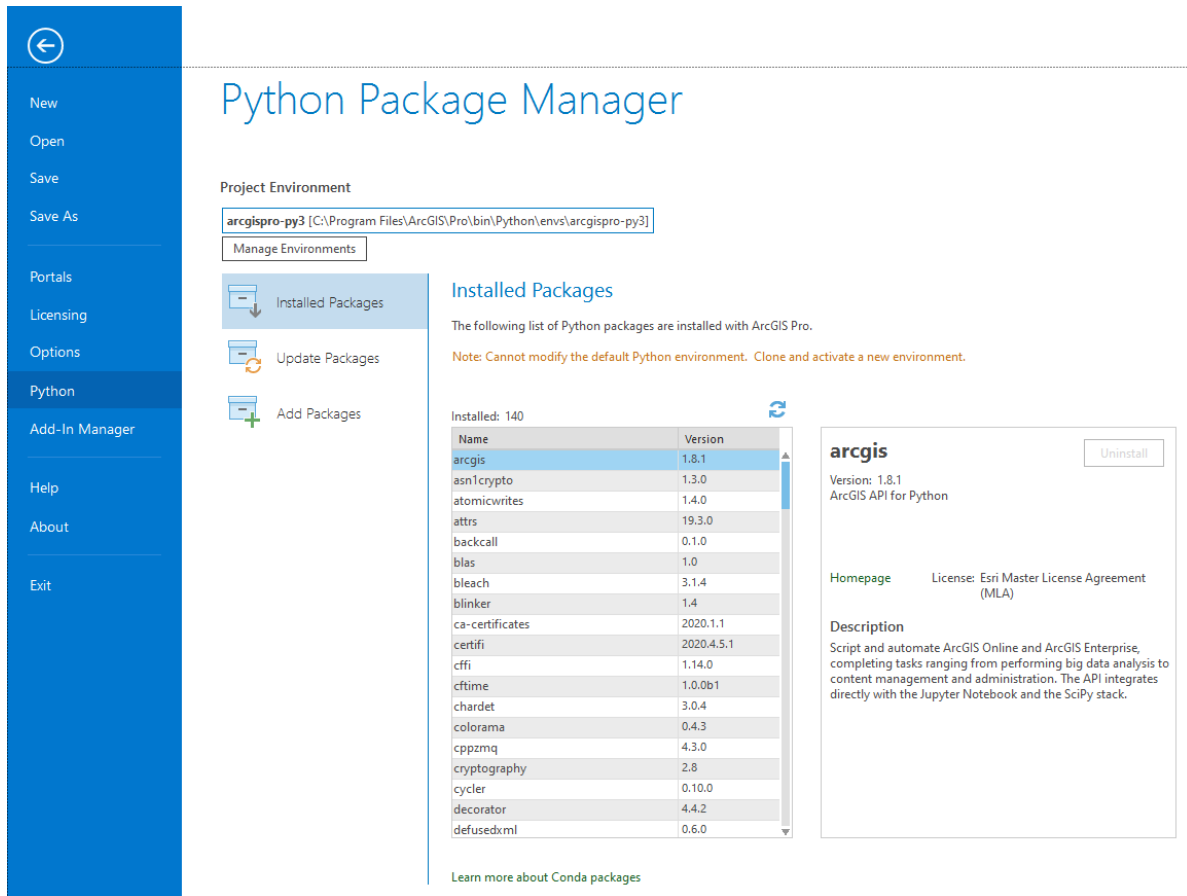 New
Open
Save
Save As
Portals
Licensing
Options
Python
Add-In Manager
Help
About
Exit
Python Package Manager
Project Environment
arcgispro-py3 [C:\Program Files\ArcGIS\Pro\bin\Python\envs\arcgispro-py3]
Manage Environments
Installed Packages
Update Packages
Add Packages
Installed Packages
The following list of Python packages are installed with ArcGIS Pro.
Note: Cannot modify the default Python environment. Clone and activate a new environment.
Installed: 140
Name Version
arcgis 1.8.1
asn1crypto 1.3.0
atomicwrites 1.4.0
attrs 19.3.0
backcall 0.1.0
blas 1.0
bleach 3.1.4
blinker 1.4
ca-certificates 2020.1.1
certifi 2020.4.5.1
cffi 1.14.0
cftime 1.0.0b1
chardet 3.0.4
colorama 0.4.3
cppzmq 4.3.0
cryptography 2.8
cycler 0.10.0
decorator 4.4.2
defusedxml 0.6.0
Learn more about Conda packages
arcgis
Uninstall
Version: 1.8.1
ArcGIS API for Python
Homepage License: Esri Master License Agreement
(MLA)
Description
Script and automate ArcGIS Online and ArcGIS Enterprise,
completing tasks ranging from performing big data analysis to
content management and administration. The API integrates
directly with the Jupyter Notebook and the SciPy stack.